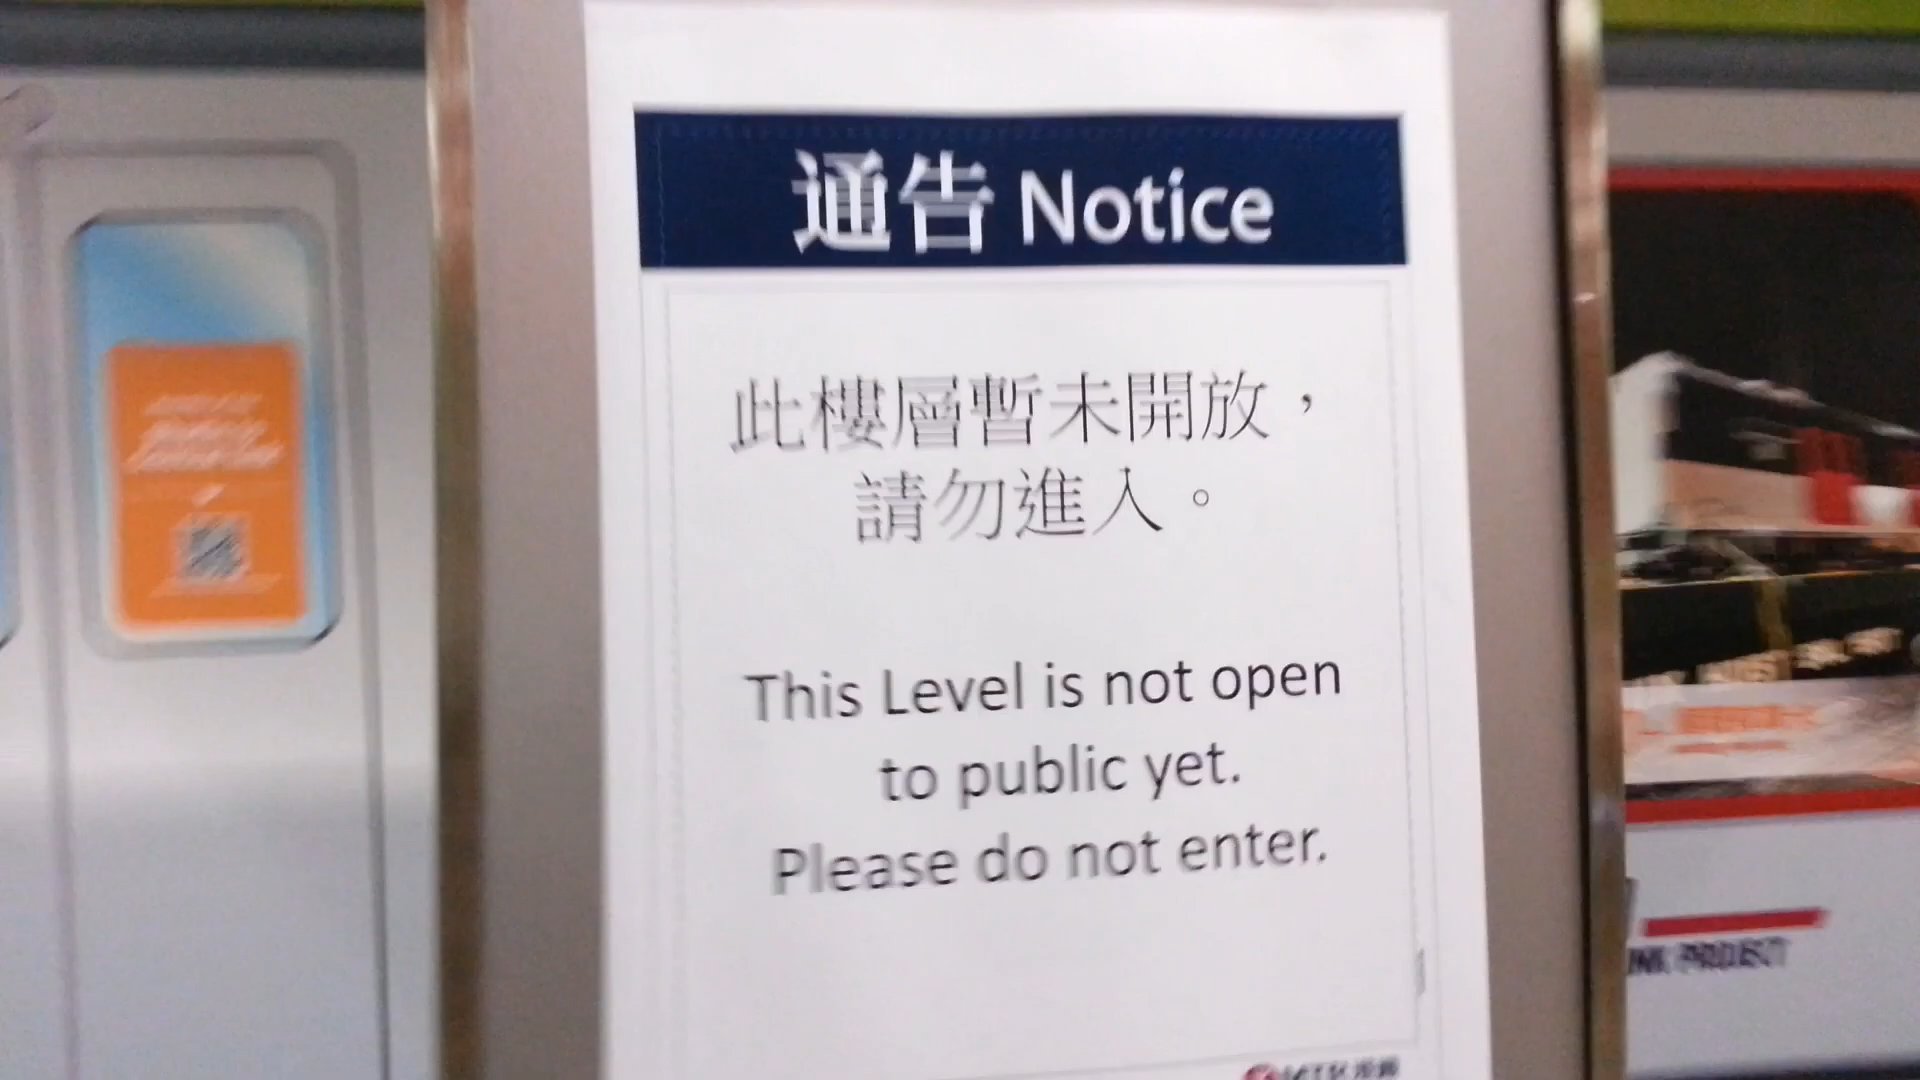 通告 Notice
此樓層暫未開放，
請勿進入。
This Level is not open
to public yet.
Please do not enter.
PROJECT